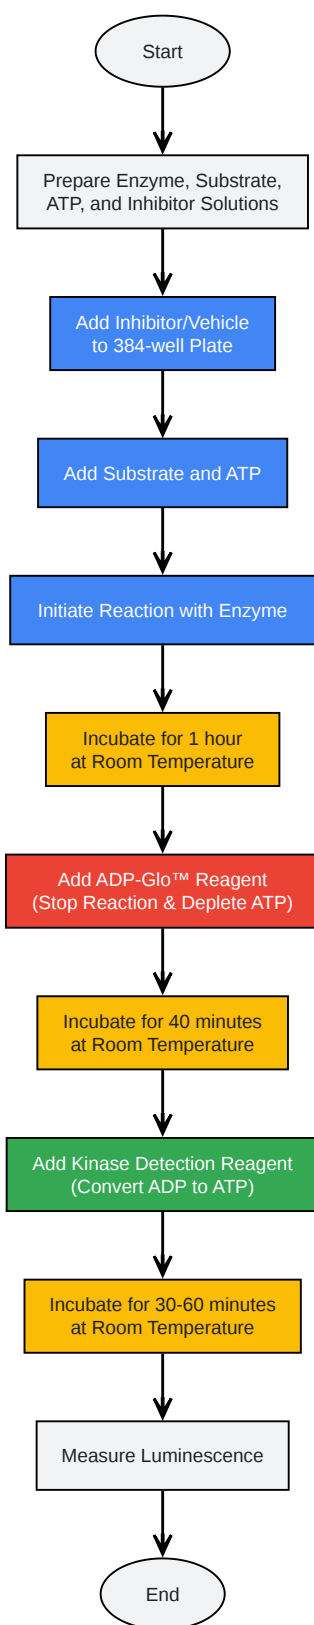 Start
Prepare Enzyme, Substrate,
ATP, and Inhibitor Solutions
Add Inhibitor/Vehicle
to 384-well Plate
Add Substrate and ATP
Initiate Reaction with Enzyme
Incubate for 1 hour
at Room Temperature
Add ADP-Glo™ Reagent
(Stop Reaction & Deplete ATP)
Incubate for 40 minutes
at Room Temperature
Add Kinase Detection Reagent
(Convert ADP to ATP)
Incubate for 30-60 minutes
at Room Temperature
Measure Luminescence
End